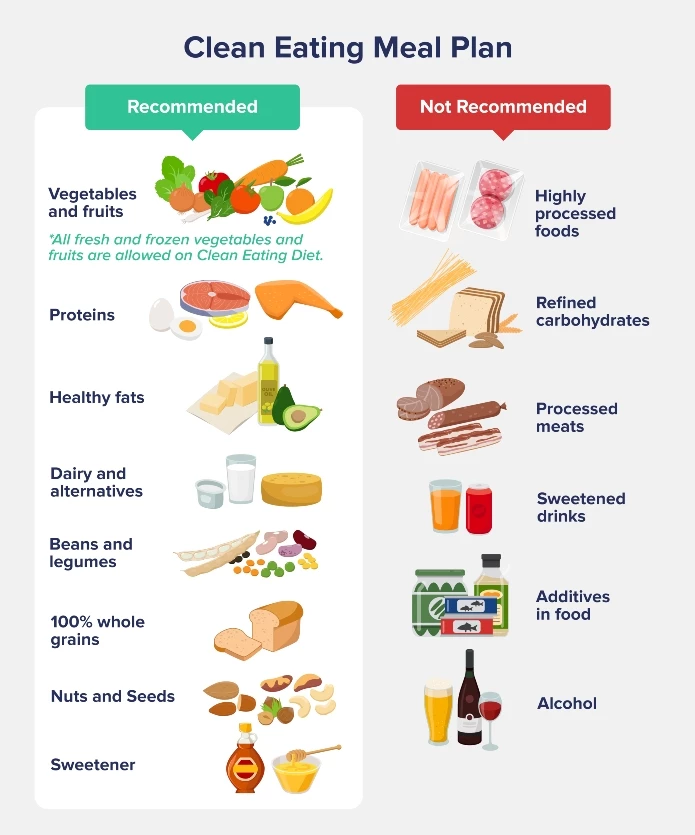 Clean Eating Meal Plan
Recommended
Vegetables
and fruits
*All fresh and frozen vegetables and
fruits are allowed on Clean Eating Diet.
Proteins
Healthy fats
OLIVE
OIL
Dairy and
alternatives
Beans and
legumes
100% whole
grains
Nuts and Seeds
Sweetener
Not Recommended
Highly
processed
foods
Refined
carbohydrates
Processed
meats
Sweetened
drinks
Additives
in food
Alcohol